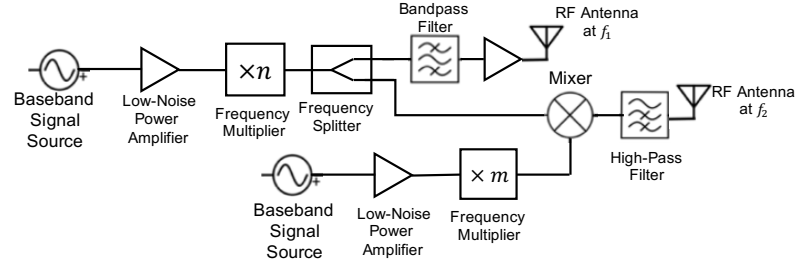 Bandpass
Filter
RF Antenna
at f₁
×n
Mixer
RF Antenna
at f₂
+
Baseband
Signal
Source
Low-Noise
Power
Amplifier
Frequency
Multiplier
Frequency
Splitter
High-Pass
Filter
× m
+
Baseband
Signal
Source
Low-Noise
Power
Amplifier
Frequency
Multiplier